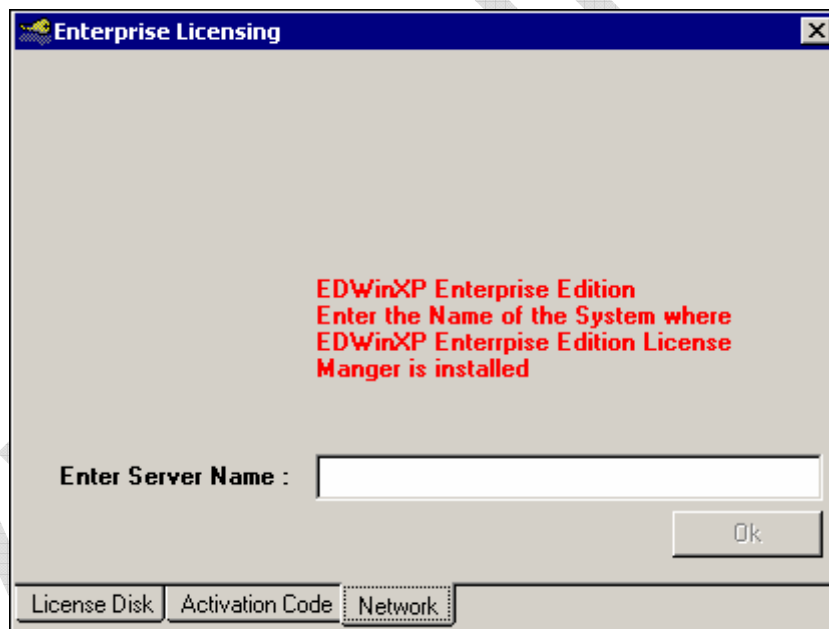 Enterprise Licensing
EDWinXP Enterprise Edition
Enter the Name of the System where
EDWinXP Enterrpise Edition License
Manger is installed
Enter Server Name :
Ok
License Disk Activation Code Network